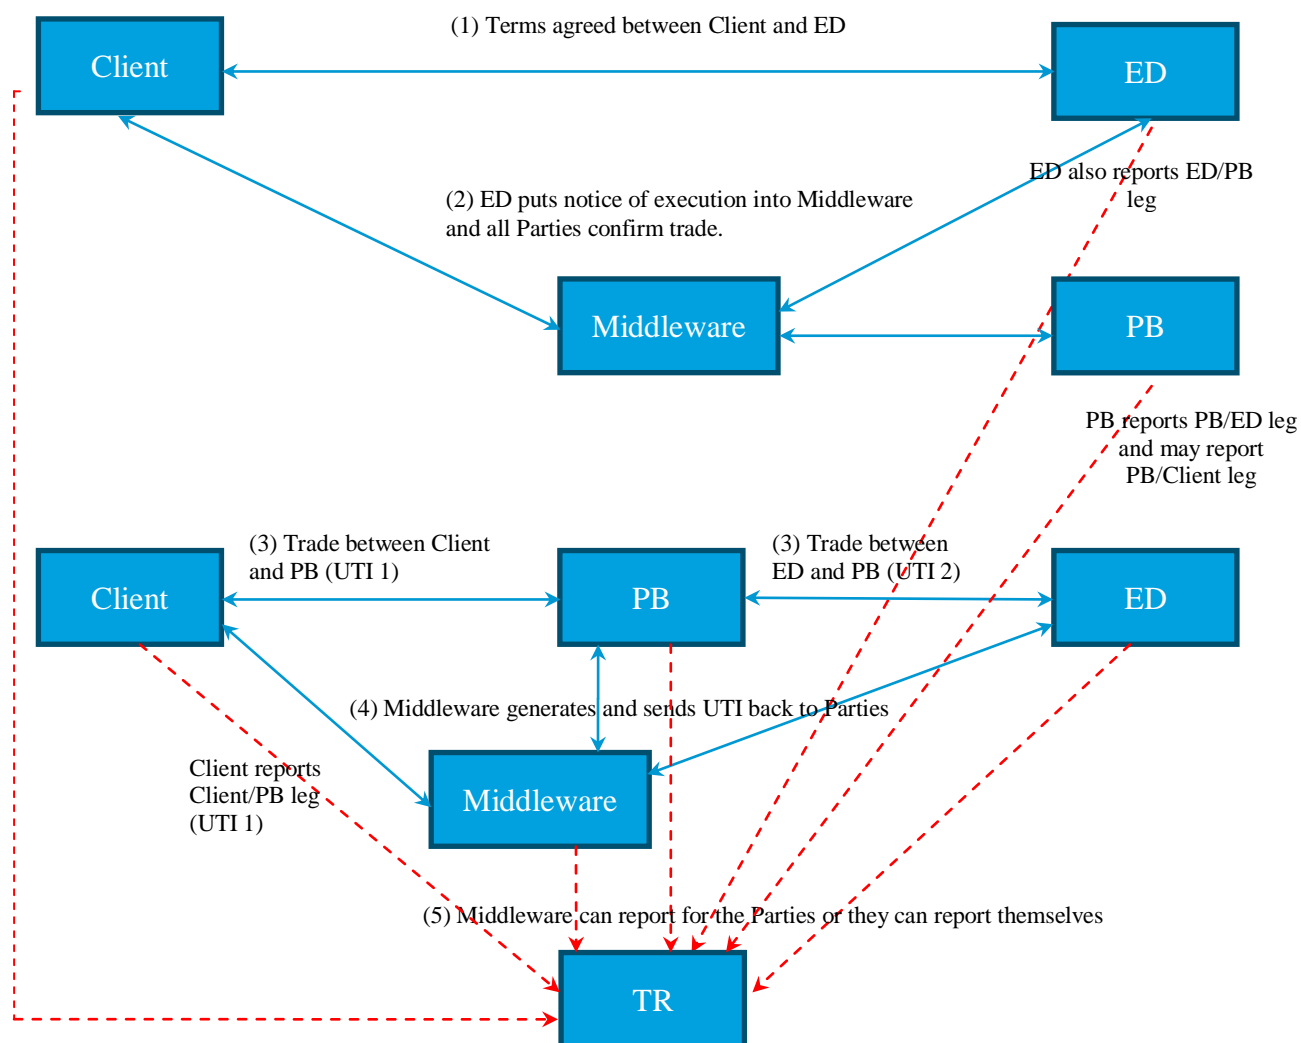 (1) Terms agreed between Client and ED
Client
ED
ED also reports ED/PB
leg
(2) ED puts notice of execution into Middleware
and all Parties confirm trade.
Middleware
PB
PB reports PB/ED leg
and may report
PB/Client leg
(3) Trade between Client
and PB (UTI 1)
(3) Trade between
ED and PB (UTI 2)
Client
PB
ED
(4) Middleware generates and sends UTI back to Parties
Client reports
Client/PB leg
(UTI 1)
Middleware
(5) Middleware can report for the Parties or they can report themselves
TR